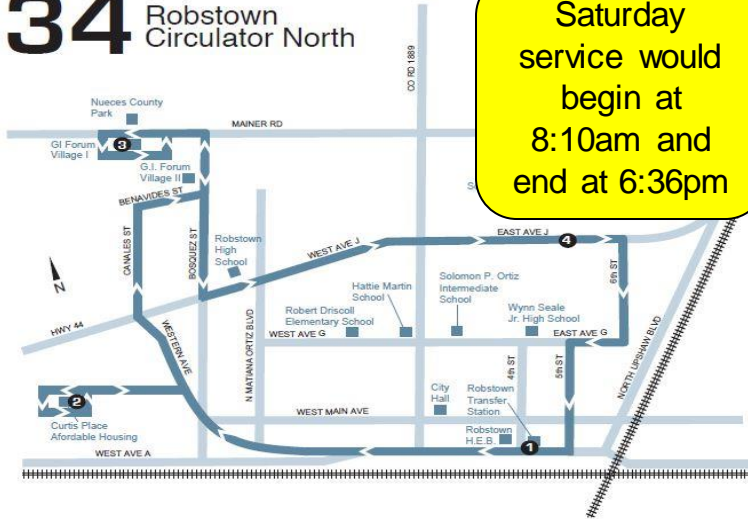 34 Robstown
Circulator North
Saturday
service would
begin at
8:10am and
end at 6:36pm
CO RD 1889
Nueces County
Park
MAINER RD
GI Forum
Village I
3
G.I. Forum
Village II
BENAVIDES ST
CANALES ST
BOSQUEZ ST
Robstown
High
School
WEST AVE J
EAST AVE J
4
6th ST
N
HWY 44
WESTERN AVE
N MATIANA ORTIZ BLVD
Robert Driscoll
Elementary School
Hattie Martin
School
Solomon P. Ortiz
Intermediate
School
Wynn Seale
Jr. High School
WEST AVE G
EAST AVE G
4th ST
5th ST
NORTH UPSHAW BLVD
2
Curtis Place
Afordable Housing
City
Hall
Robstown
Transfer
Station
WEST MAIN AVE
Robstown
H.E.B.
1
WEST AVE A